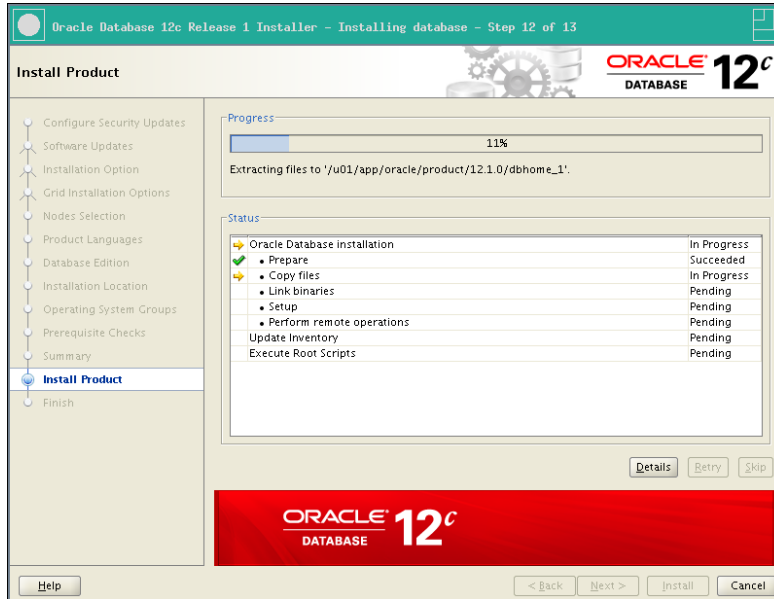 Oracle Database 12c Release 1 Installer – Installing database – Step 12 of 13
Install Product
ORACLE
DATABASE
12c
Configure Security Updates
Software Updates
Installation Option
Grid Installation Options
Nodes Selection
Product Languages
Database Edition
Installation Location
Operating System Groups
Prerequisite Checks
Summary
Install Product
Finish
Progress
11%
Extracting files to '/u01/app/oracle/product/12.1.0/dbhome_1'.
Status
Oracle Database installation In Progress
• Prepare Succeeded
• Copy files In Progress
• Link binaries Pending
• Setup Pending
• Perform remote operations Pending
Update Inventory Pending
Execute Root Scripts Pending
Details Retry Skip
ORACLE
DATABASE
12c
Help < Back Next > Install Cancel